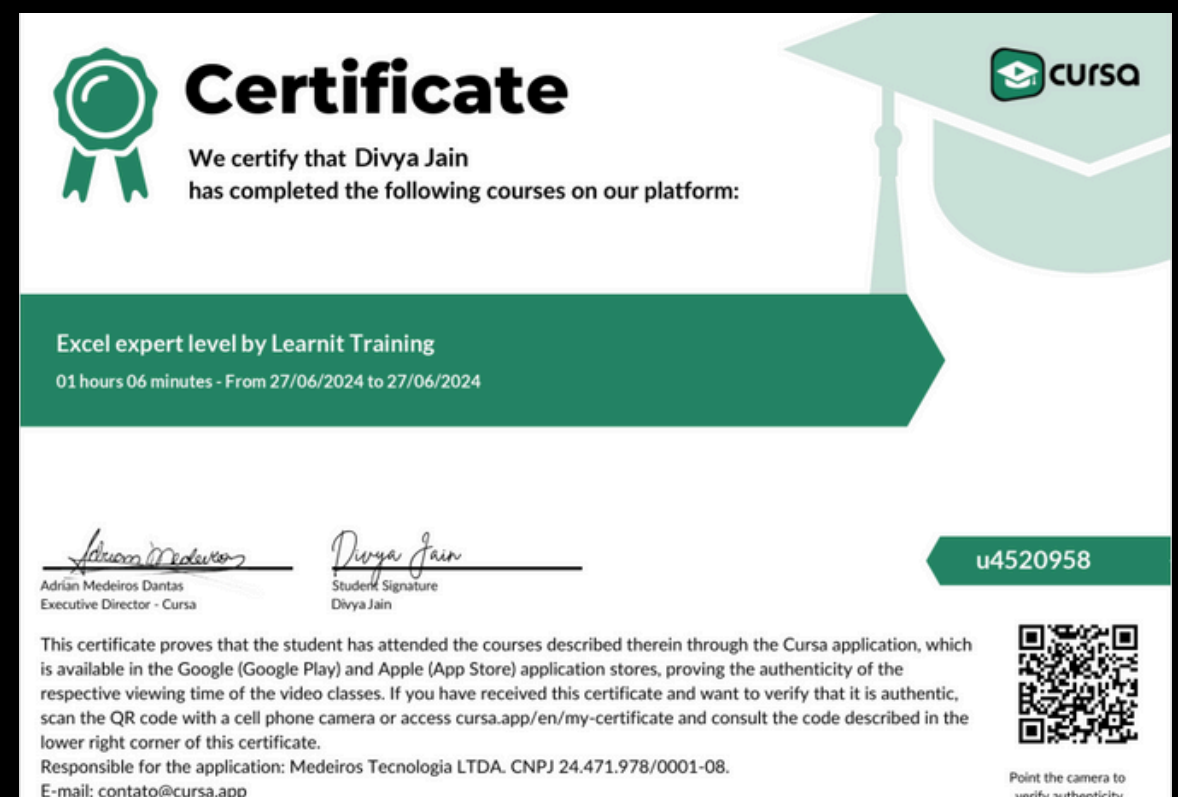 Certificate
cursa
We certify that Divya Jain
has completed the following courses on our platform:
Excel expert level by Learnit Training
01 hours 06 minutes - From 27/06/2024 to 27/06/2024
Adrian Medeiros
Divya Jain
Adrian Medeiros Dantas
Executive Director - Cursa
Student Signature
Divya Jain
u4520958
This certificate proves that the student has attended the courses described therein through the Cursa application, which
is available in the Google (Google Play) and Apple (App Store) application stores, proving the authenticity of the
respective viewing time of the video classes. If you have received this certificate and want to verify that it is authentic,
scan the QR code with a cell phone camera or access cursa.app/en/my-certificate and consult the code described in the
lower right corner of this certificate.
Responsible for the application: Medeiros Tecnologia LTDA. CNPJ 24.471.978/0001-08.
E-mail: contato@cursa.app
Point the camera to
verify authenticity